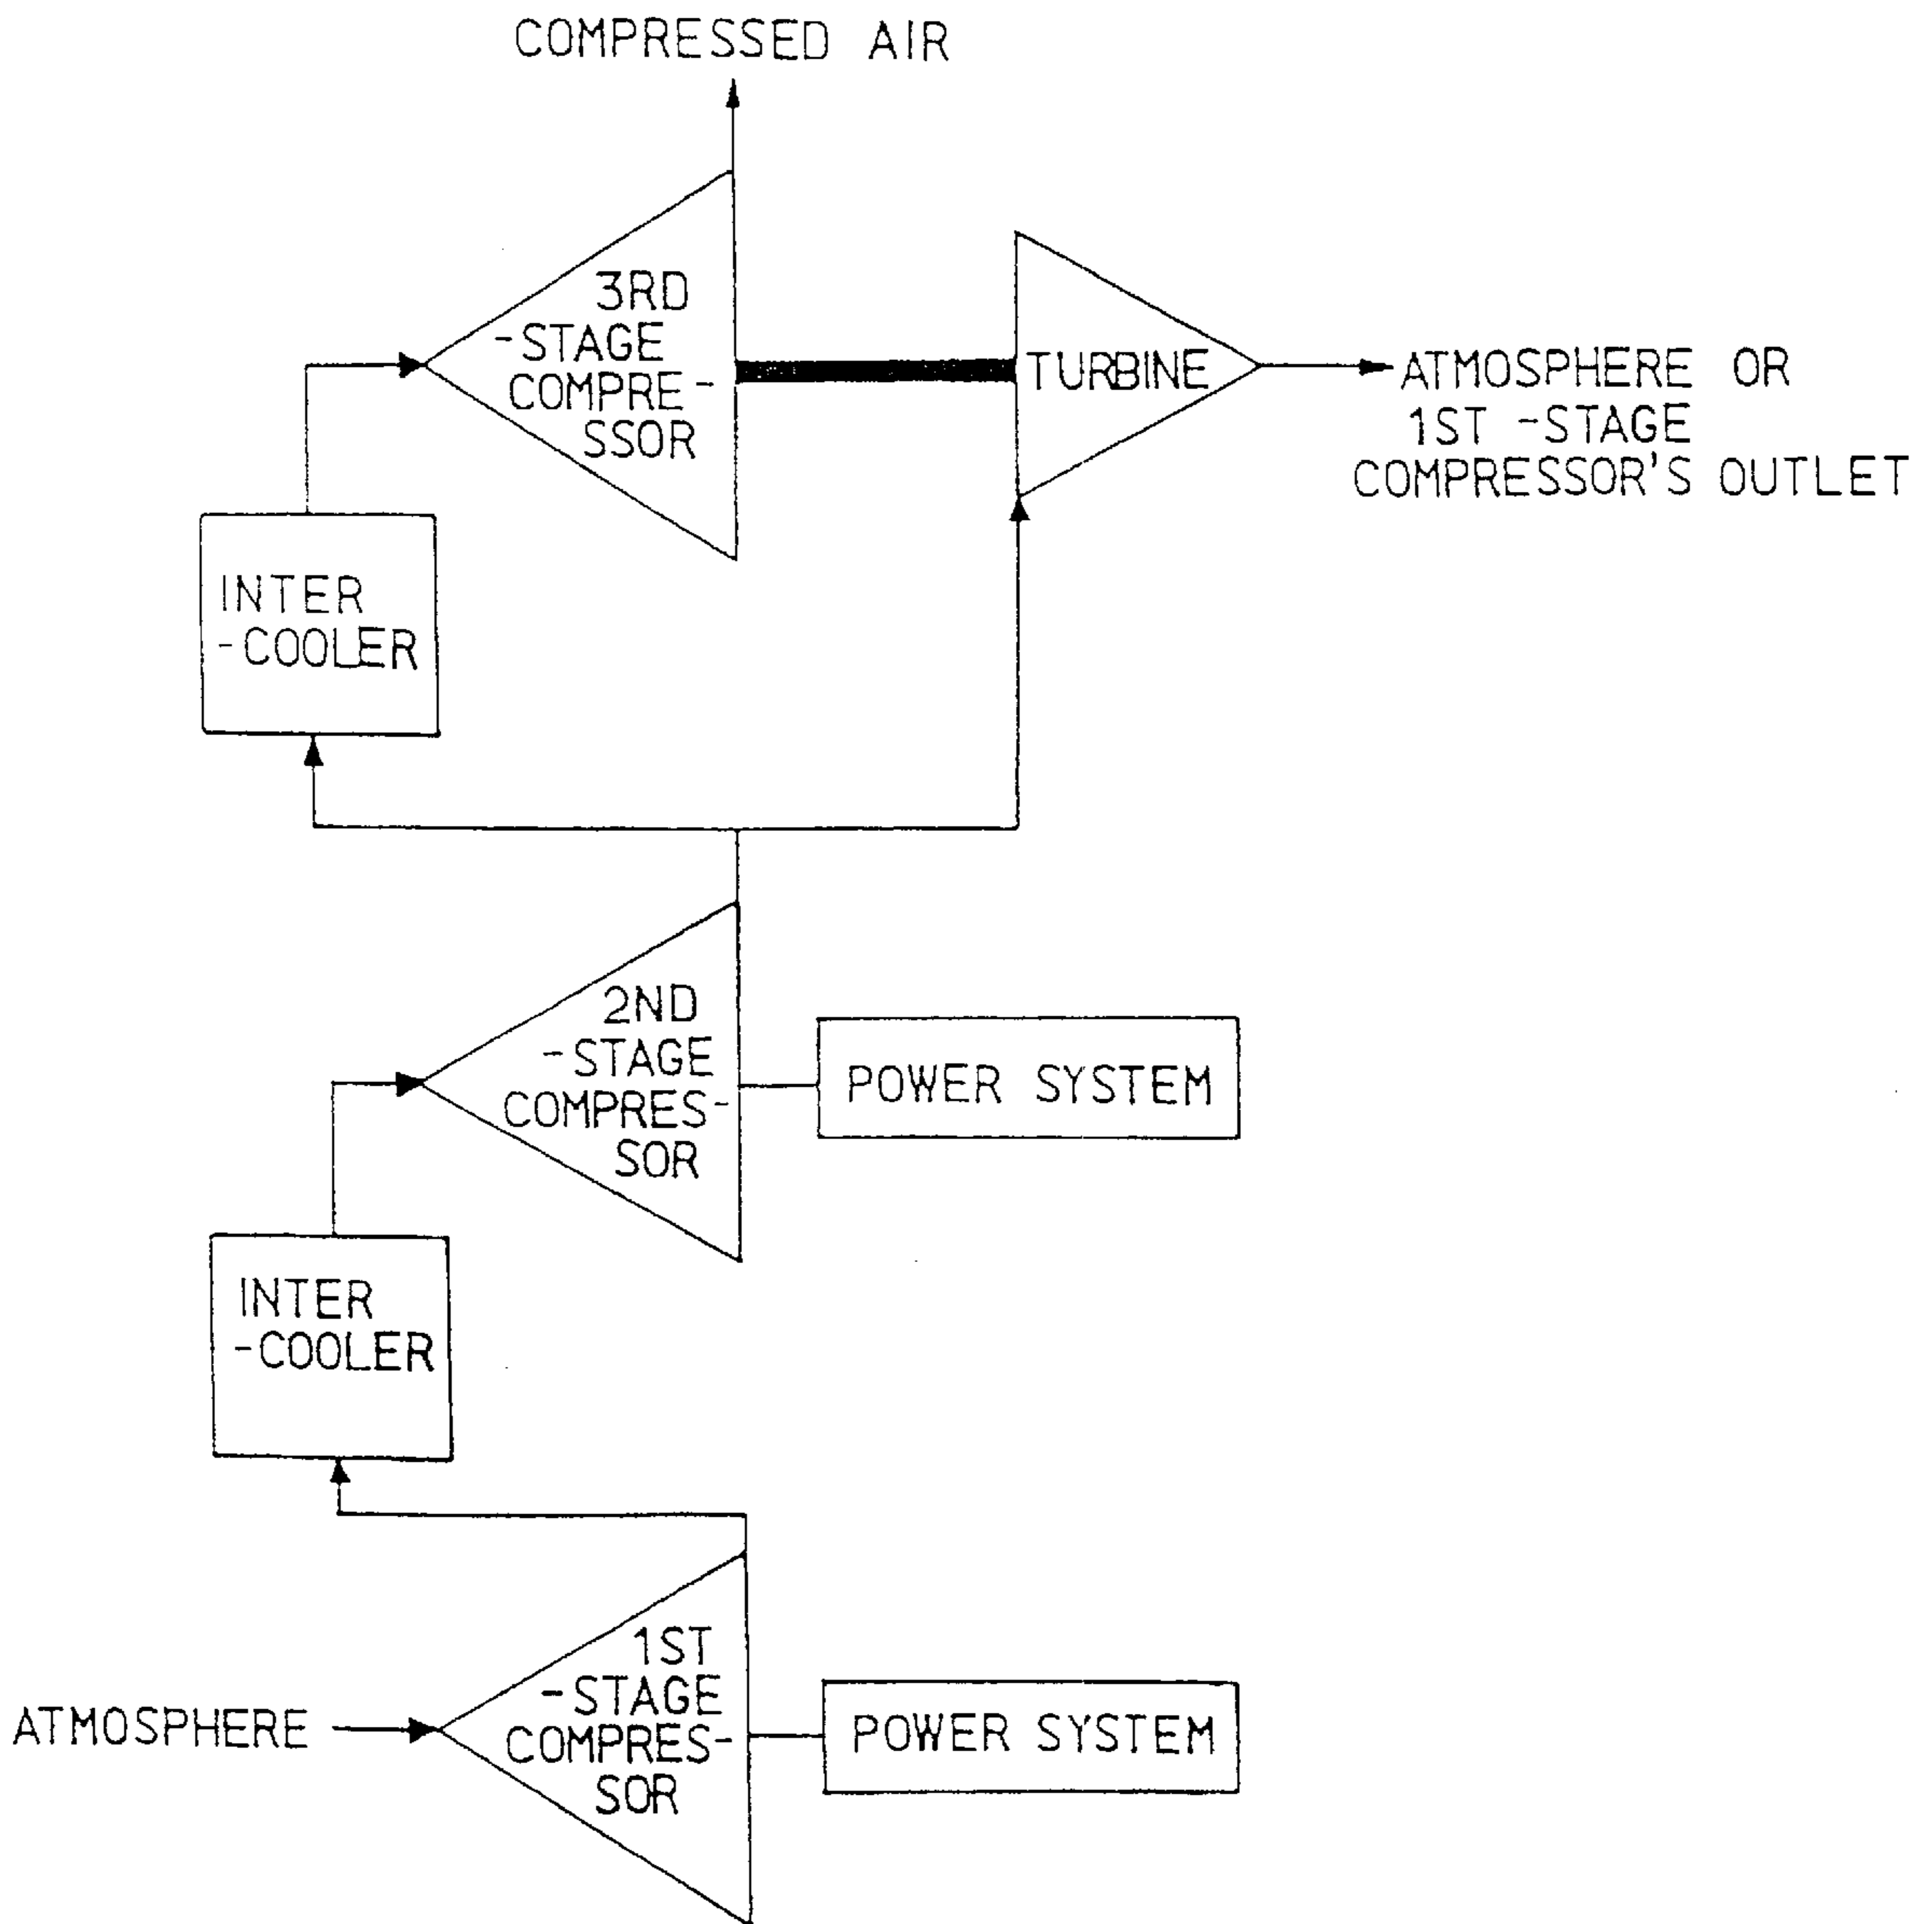 COMPRESSED AIR
3RD
-STAGE
COMPRE-
SSOR
TURBINE
ATMOSPHERE OR
1ST -STAGE
COMPRESSOR'S OUTLET
INTER
-COOLER
2ND
-STAGE
COMPRES-
SOR
POWER SYSTEM
INTER
-COOLER
1ST
-STAGE
COMPRES-
SOR
ATMOSPHERE
POWER SYSTEM